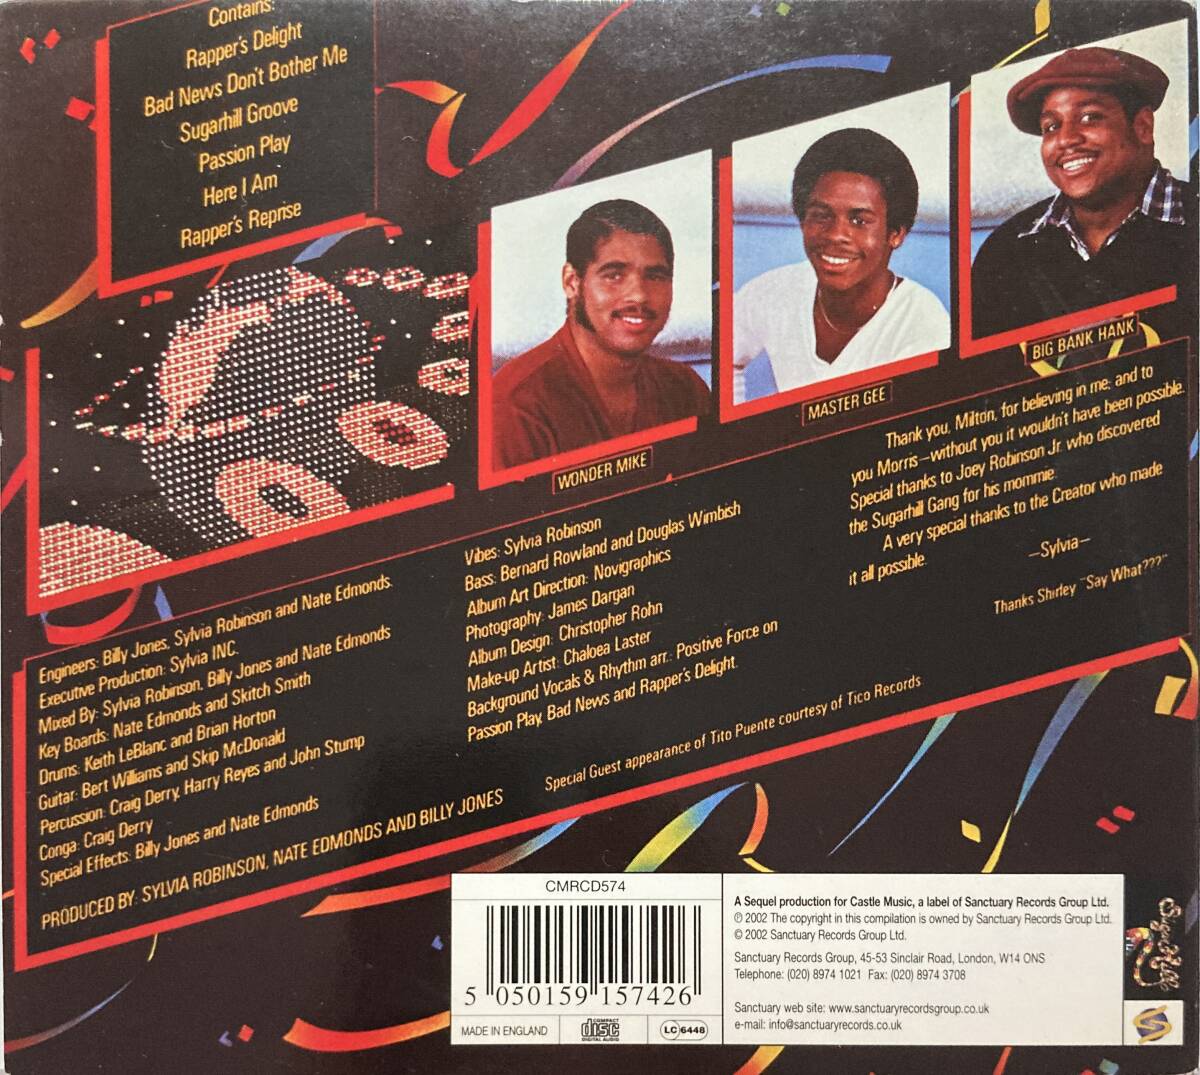 Contains:
Rapper's Delight
Bad News Don't Bother Me
Sugarhill Groove
Passion Play
Here I Am
Rapper's Reprise
WONDER MIKE
MASTER GEE
BIG BANK HANK
Engineers: Billy Jones, Sylvia Robinson and Nate Edmonds.
Executive Production: Sylvia INC.
Mixed By: Sylvia Robinson, Billy Jones and Nate Edmonds
Key Boards: Nate Edmonds and Skitch Smith
Drums: Keith LeBlanc and Brian Horton
Guitar: Bert Williams and Skip McDonald
Percussion: Craig Derry, Harry Reyes and John Stump
Conga: Craig Derry
Special Effects: Billy Jones and Nate Edmonds
PRODUCED BY: SYLVIA ROBINSON, NATE EDMONDS AND BILLY JONES
Vibes: Sylvia Robinson
Bass: Bernard Rowland and Douglas Wimbish
Album Art Direction: Novigraphics
Photography: James Dargan
Album Design: Christopher Rohn
Make-up Artist: Chaloea Laster
Background Vocals & Rhythm arr.: Positive Force on
Passion Play, Bad News and Rapper's Delight.
Special Guest appearance of Tito Puente courtesy of Tico Records
Thank you, Milton, for believing in me; and to
you Morris—without you it wouldn't have been possible.
Special thanks to Joey Robinson Jr. who discovered
the Sugarhill Gang for his mommie.
A very special thanks to the Creator who made
it all possible.
—Sylvia—
Thanks Shirley "Say What???"
CMRCD574
5 050159 157426
MADE IN ENGLAND
COMPACT
disc
DIGITAL AUDIO
LC 6448
A Sequel production for Castle Music, a label of Sanctuary Records Group Ltd.
℗ 2002 The copyright in this compilation is owned by Sanctuary Records Group Ltd.
© 2002 Sanctuary Records Group Ltd.
Sanctuary Records Group, 45-53 Sinclair Road, London, W14 ONS
Telephone: (020) 8974 1021 Fax: (020) 8974 3708
Sanctuary web site: www.sanctuaryrecordsgroup.co.uk
e-mail: info@sanctuaryrecords.co.uk
Sugar Hill